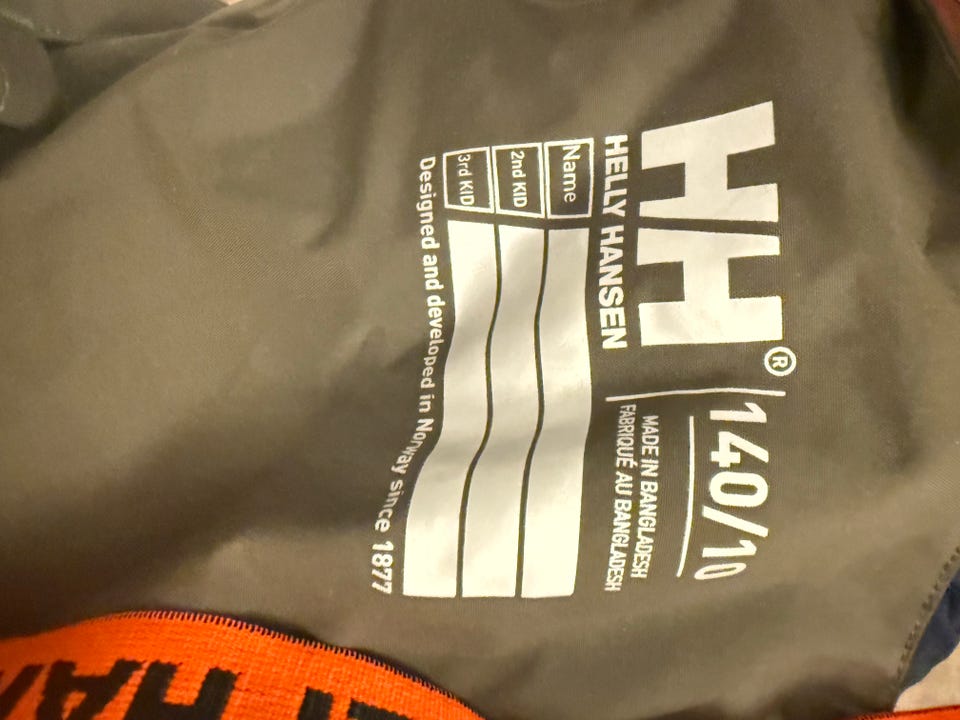 HH®
HELLY HANSEN
140/10
MADE IN BANGLADESH
FABRIQUÉ AU BANGLADESH
Name
2nd KID
3rd KID
Designed and developed in Norway since 1877